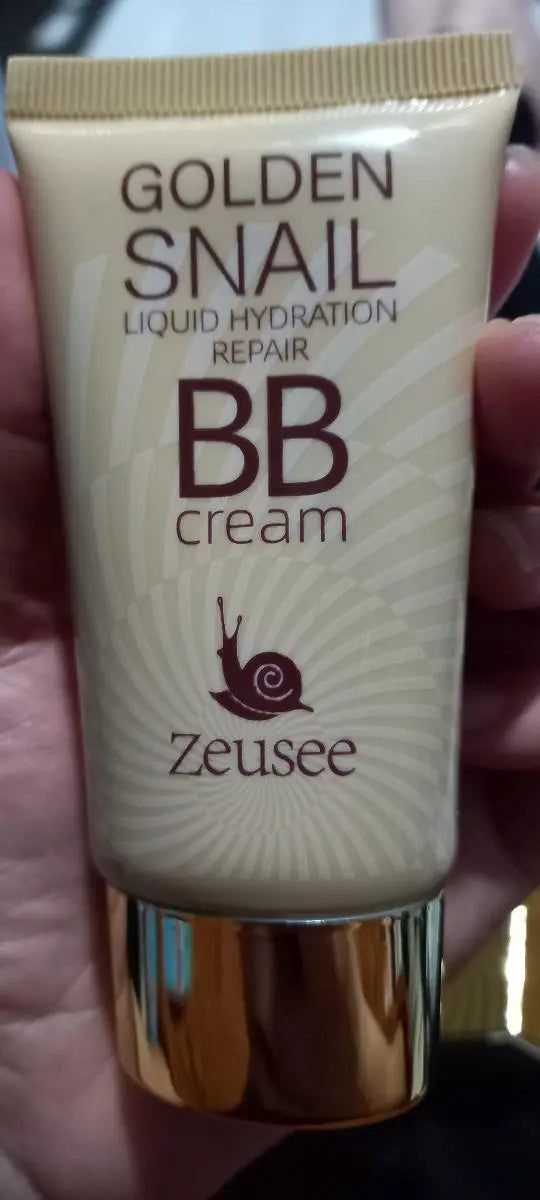 GOLDEN
SNAIL
LIQUID HYDRATION
REPAIR
BB
cream
Zeusee